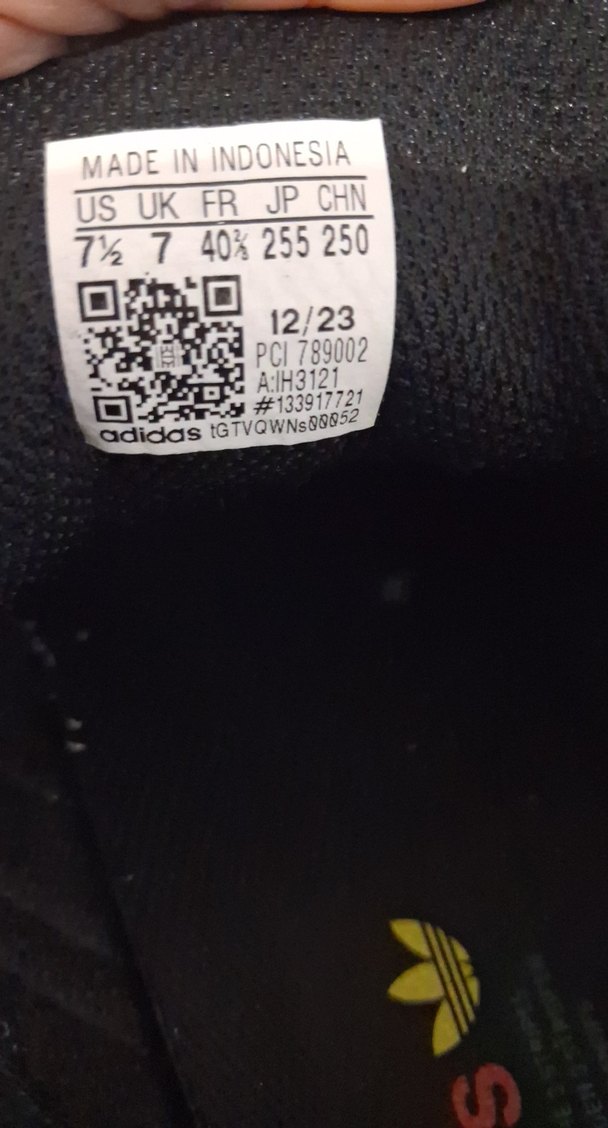 MADE IN INDONESIA
US UK FR JP CHN
7½ 7 40⅔ 255 250
12/23
PCI 789002
A:IH3121
#133917721
adidas tGTVQWNs00052
S